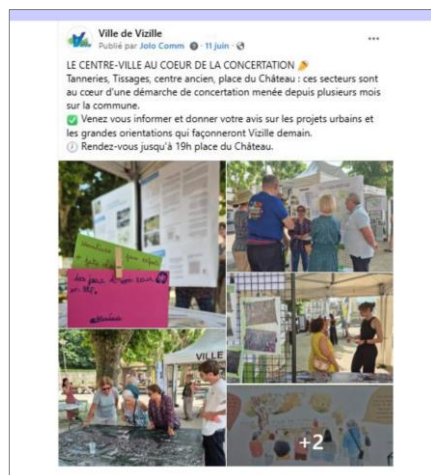 Ville de Vizille
Publié par Jolo Comm · 11 juin ·
LE CENTRE-VILLE AU COEUR DE LA CONCERTATION
Tanneries, Tissages, centre ancien, place du Château : ces secteurs sont
au cœur d'une démarche de concertation menée depuis plusieurs mois
sur la commune.
Venez vous informer et donner votre avis sur les projets urbains et
les grandes orientations qui façonneront Vizille demain.
Rendez-vous jusqu'à 19h place du Château.
VILLE
+2